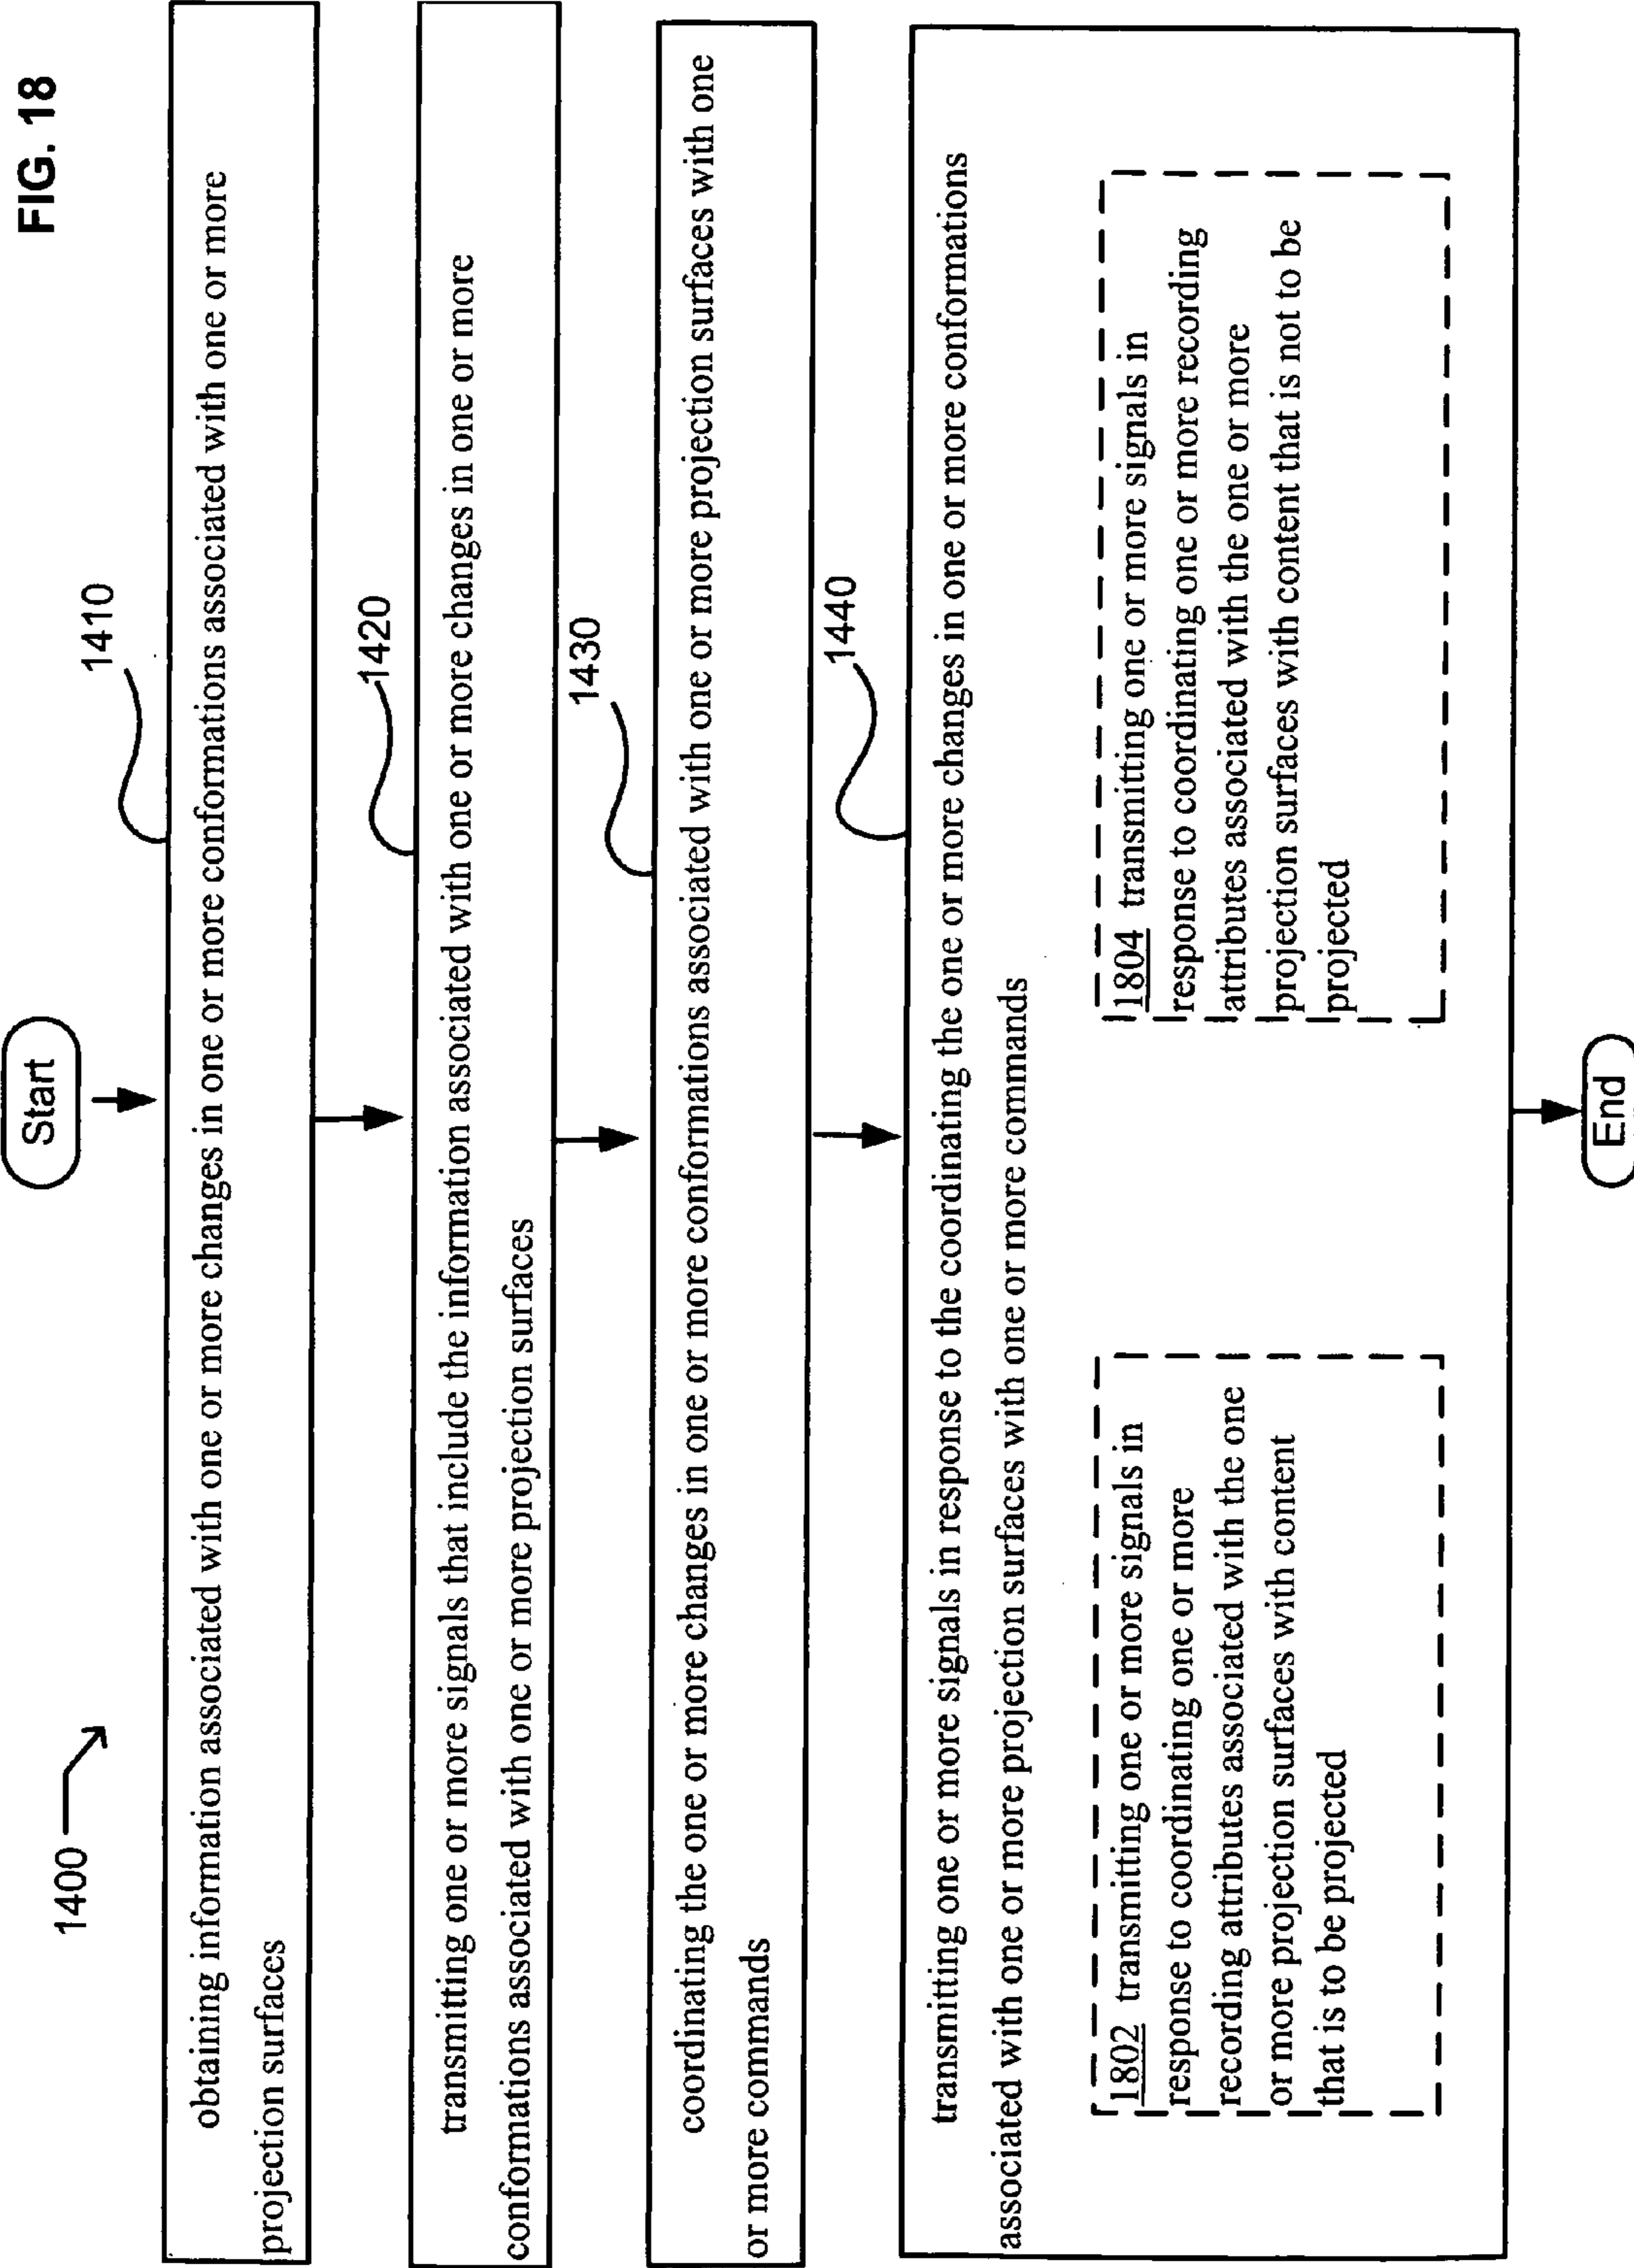 FIG. 18
1400
Start
1410
obtaining information associated with one or more changes in one or more conformations associated with one or more
projection surfaces
1420
transmitting one or more signals that include the information associated with one or more changes in one or more
conformations associated with one or more projection surfaces
1430
coordinating the one or more changes in one or more conformations associated with one or more projection surfaces with one
or more commands
1440
transmitting one or more signals in response to the coordinating the one or more changes in one or more conformations
associated with one or more projection surfaces with one or more commands
1802 transmitting one or more signals in
response to coordinating one or more
recording attributes associated with the one
or more projection surfaces with content
that is to be projected
1804 transmitting one or more signals in
response to coordinating one or more recording
attributes associated with the one or more
projection surfaces with content that is not to be
projected
End